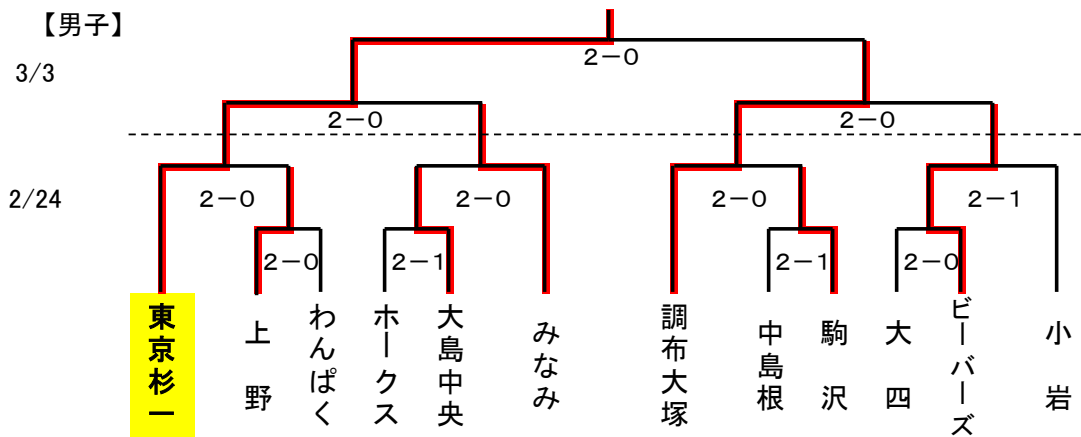 【男子】
2－0
3/3
2－0
2－0
2/24
2－0
2－0
2－0
2－1
2－0
2－1
2－1
2－0
東京杉一
上野
わんぱく
ホークス
大島中央
みなみ
調布大塚
中島根
駒沢
大四
ビーバーズ
小岩